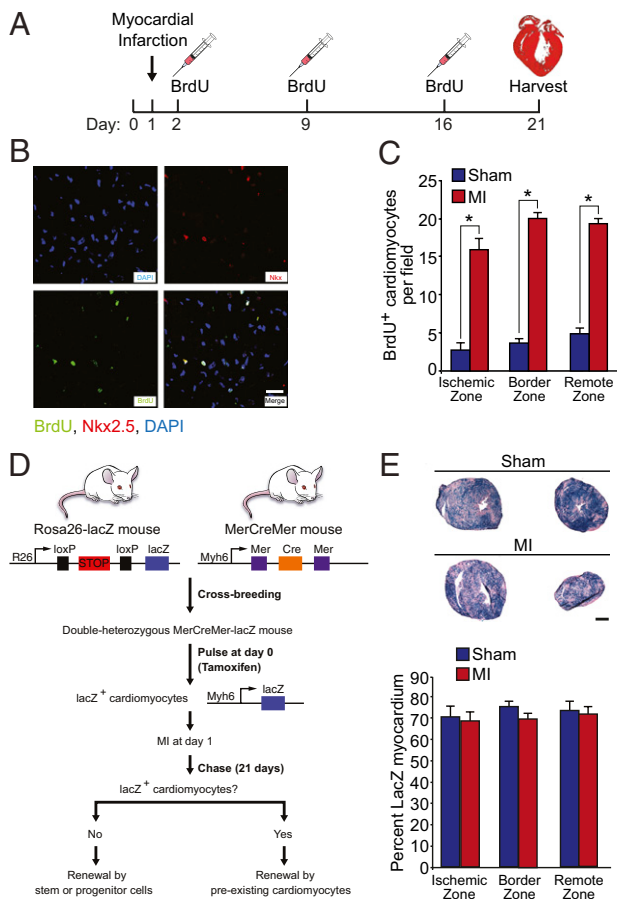 A
Myocardial
Infarction
BrdU
BrdU
BrdU
Harvest
Day: 0 1 2 9 16 21
B
DAPI
Nkx
BrdU
Merge
BrdU, Nkx2.5, DAPI
C
Sham
MI
BrdU+ cardiomyocytes
per field
25
20
15
10
5
0
*
*
*
Ischemic
Zone
Border
Zone
Remote
Zone
D
Rosa26-lacZ mouse
MerCreMer mouse
R26 loxP STOP loxP lacZ
Myh6 Mer Cre Mer
Cross-breeding
Double-heterozygous MerCreMer-lacZ mouse
Pulse at day 0
(Tamoxifen)
lacZ+ cardiomyocytes
Myh6 lacZ
MI at day 1
Chase (21 days)
lacZ+ cardiomyocytes?
No
Yes
Renewal by
stem or progenitor cells
Renewal by
pre-existing cardiomyocytes
E
Sham
MI
Sham
MI
Percent LacZ myocardium
90
80
70
60
50
40
30
20
10
0
Ischemic
Zone
Border
Zone
Remote
Zone